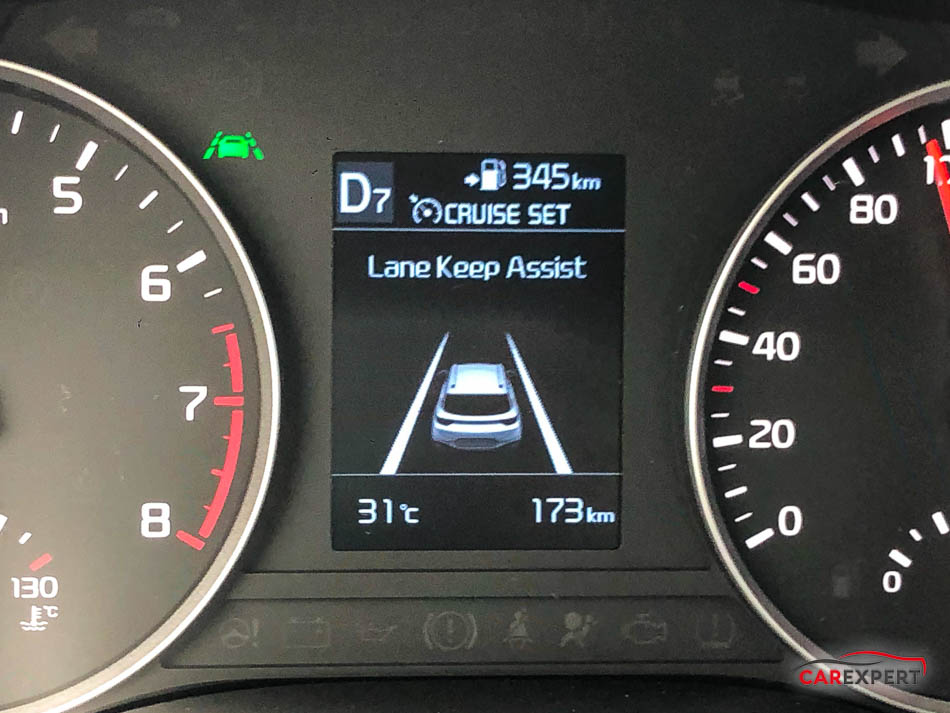 D7
345km
CRUISE SET
Lane Keep Assist
31°C
173km
5
6
7
8
130
°C
80
60
40
20
0
0
CAREXPERT